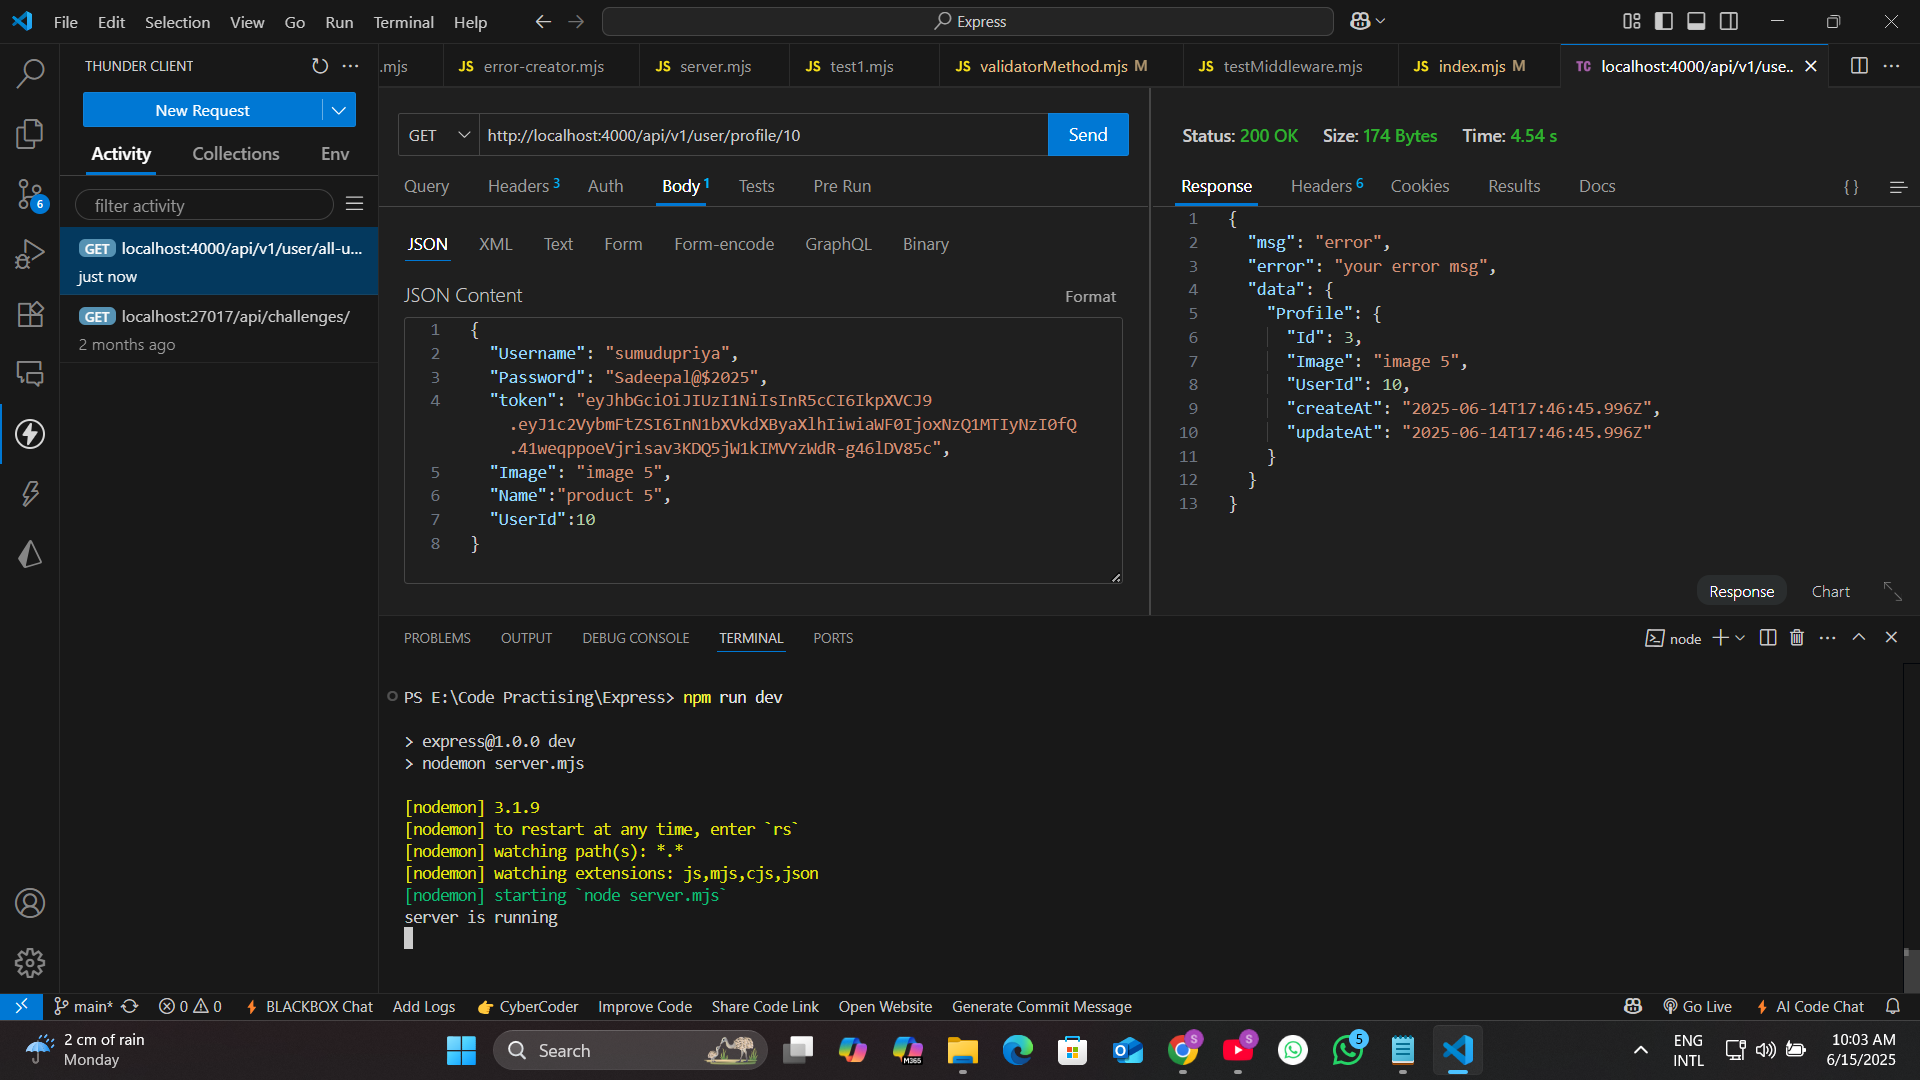 File Edit Selection View Go Run Terminal Help
Express
THUNDER CLIENT
New Request
Activity Collections Env
filter activity
GET localhost:4000/api/v1/user/all-u...
just now
GET localhost:27017/api/challenges/
2 months ago
6
.mjs
JS error-creator.mjs
JS server.mjs
JS test1.mjs
JS validatorMethod.mjs M
JS testMiddleware.mjs
JS index.mjs M
TC localhost:4000/api/v1/use..
GET http://localhost:4000/api/v1/user/profile/10 Send
Query Headers 3 Auth Body 1 Tests Pre Run
JSON XML Text Form Form-encode GraphQL Binary
JSON Content Format
1 {
2 "Username": "sumudupriya",
3 "Password": "Sadeepal@$2025",
4 "token": "eyJhbGciOiJIUzI1NiIsInR5cCI6IkpXVCJ9
.eyJ1c2VybmFtZSI6InN1bXVkdXByaXlhIiwiaWF0IjoxNzQ1MTIyNzI0fQ
.41weqppoeVjrisav3KDQ5jW1kIMVYzWdR-g46lDV85c",
5 "Image": "image 5",
6 "Name":"product 5",
7 "UserId":10
8 }
Status: 200 OK Size: 174 Bytes Time: 4.54 s
Response Headers 6 Cookies Results Docs { }
1 {
2 "msg": "error",
3 "error": "your error msg",
4 "data": {
5 "Profile": {
6 "Id": 3,
7 "Image": "image 5",
8 "UserId": 10,
9 "createAt": "2025-06-14T17:46:45.996Z",
10 "updateAt": "2025-06-14T17:46:45.996Z"
11 }
12 }
13 }
Response Chart
PROBLEMS OUTPUT DEBUG CONSOLE TERMINAL PORTS
node
PS E:\Code Practising\Express> npm run dev
> express@1.0.0 dev
> nodemon server.mjs
[nodemon] 3.1.9
[nodemon] to restart at any time, enter `rs`
[nodemon] watching path(s): *.*
[nodemon] watching extensions: js,mjs,cjs,json
[nodemon] starting `node server.mjs`
server is running
main* 0 0 BLACKBOX Chat Add Logs CyberCoder Improve Code Share Code Link Open Website Generate Commit Message
Go Live AI Code Chat
2 cm of rain
Monday
Search
M365
S
S
5
ENG
INTL
10:03 AM
6/15/2025